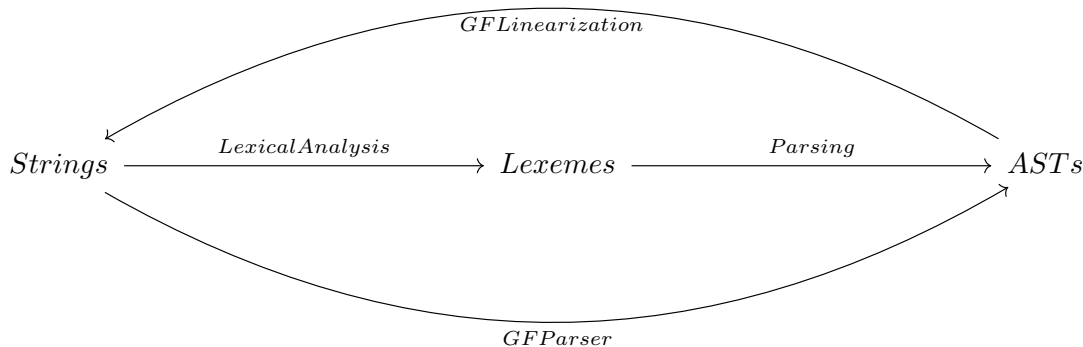 GFLinearization
Strings LexicalAnalysis Lexemes Parsing ASTs
GFParser